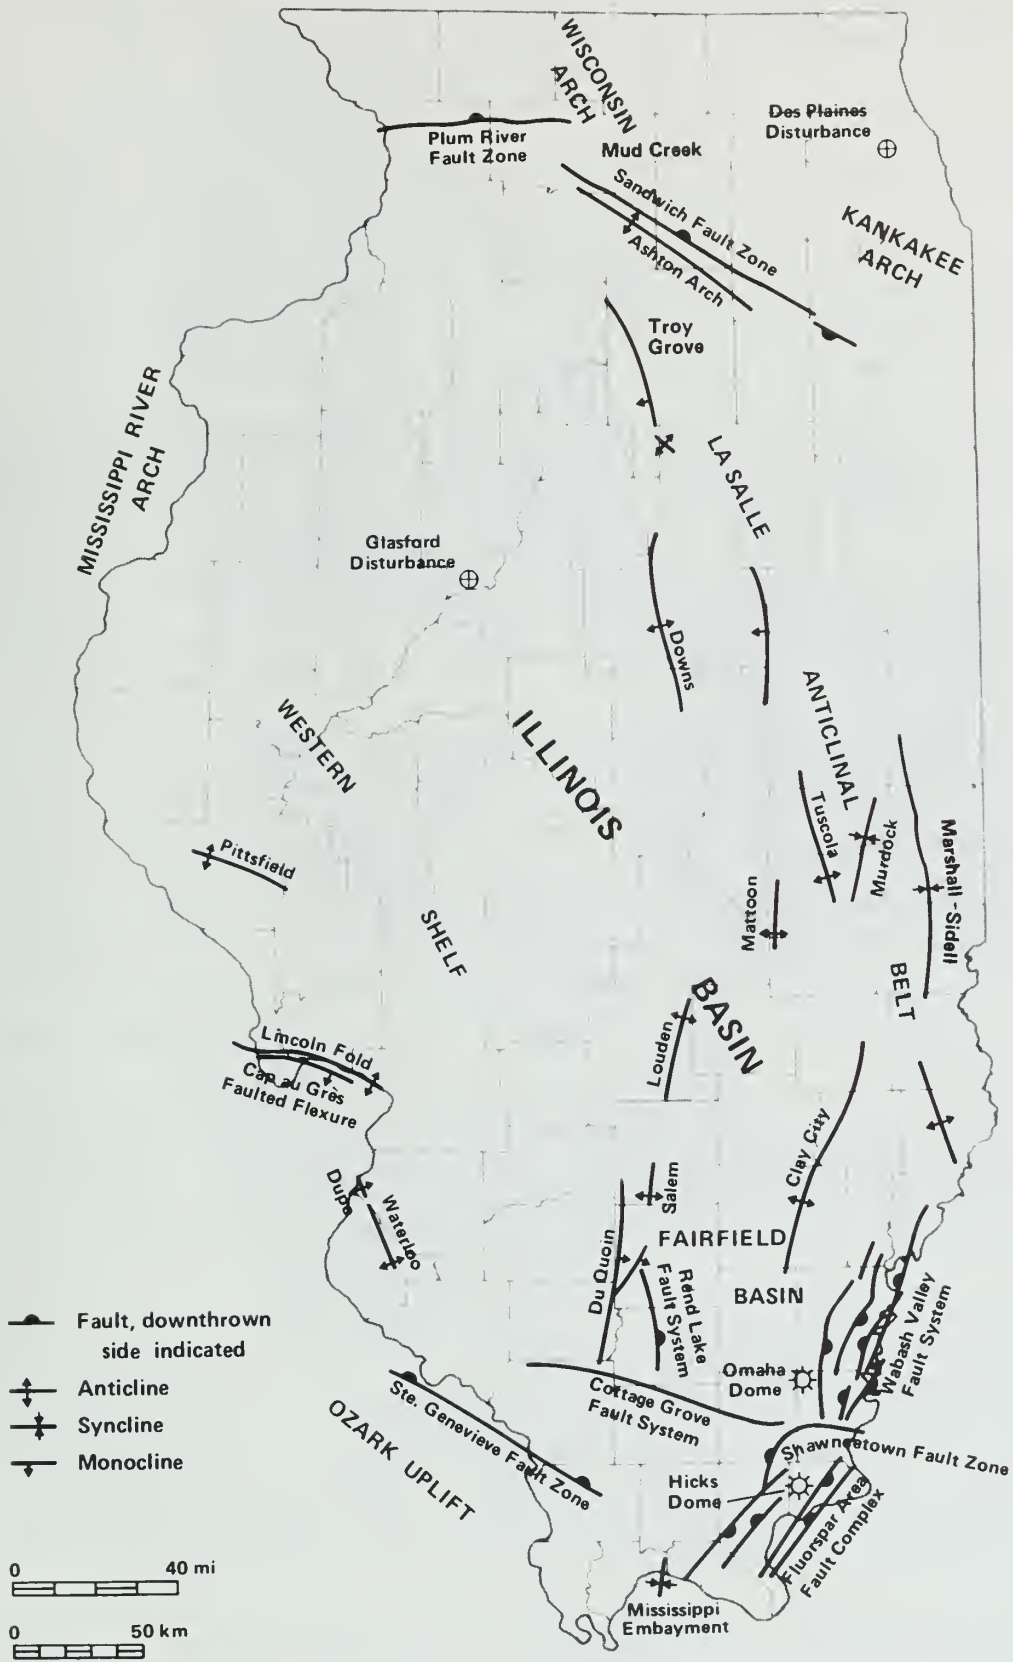 WISCONSIN
ARCH
Des Plaines
Disturbance
Plum River
Fault Zone
Mud Creek
Sandwich Fault Zone
Ashton Arch
KANKAKEE
ARCH
Troy
Grove
MISSISSIPPI RIVER
ARCH
LA SALLE
Glasford
Disturbance
Downs
ANTICLINAL
WESTERN
ILLINOIS
Tuscola
Murdock
Marshall - Sidell
Pittsfield
Mattoon
SHELF
BELT
BASIN
Louden
Lincoln Fold
Cap au Grès
Faulted Flexure
Clay City
Dupo
Waterloo
Salem
FAIRFIELD
BASIN
Du Quoin
Rend Lake
Fault System
Wabash Valley
Fault System
Omaha
Dome
Cottage Grove
Fault System
Ste. Genevieve Fault Zone
OZARK UPLIFT
Shawneetown Fault Zone
Hicks
Dome
Fluorspar Area
Fault Complex
Mississippi
Embayment
Fault, downthrown
side indicated
Anticline
Syncline
Monocline
0 40 mi
0 50 km